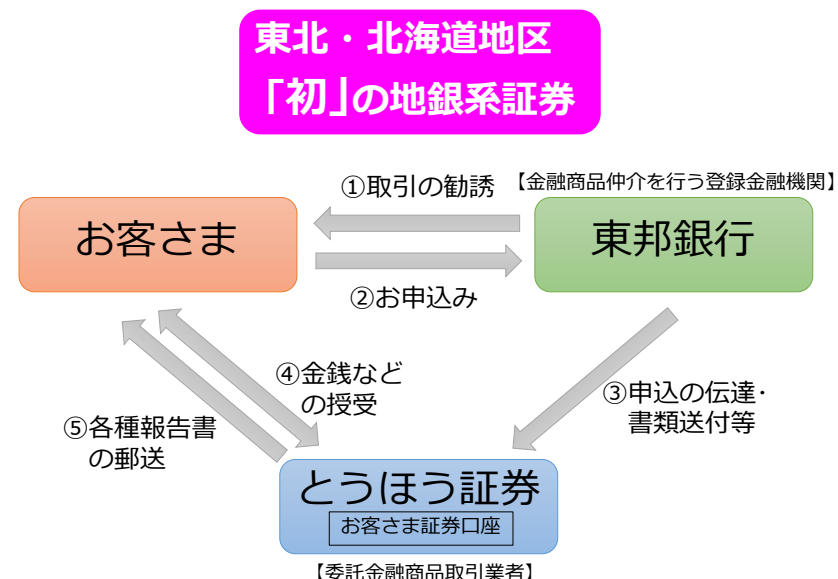 東北・北海道地区
「初」の地銀系証券
①取引の勧誘
【金融商品仲介を行う登録金融機関】
お客さま
東邦銀行
②お申込み
④金銭など
の授受
③申込の伝達・
書類送付等
⑤各種報告書
の郵送
とうほう証券
お客さま証券口座
【委託金融商品取引業者】